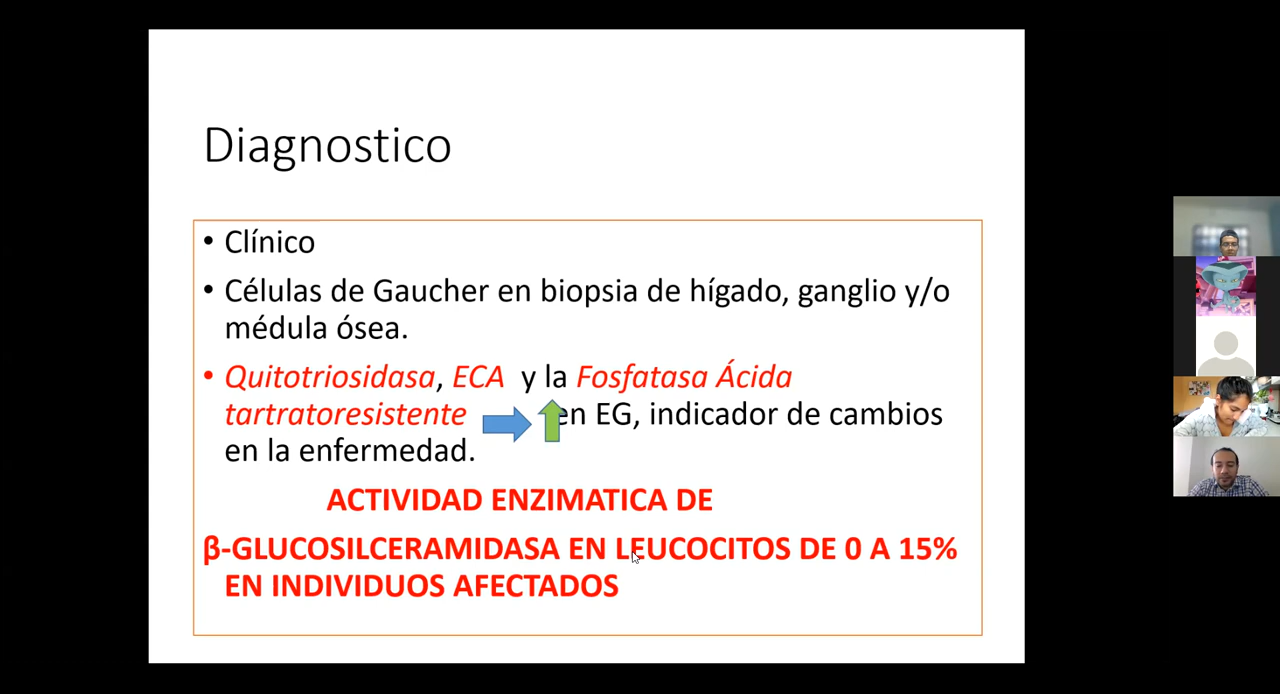 Diagnostico
• Clínico
• Células de Gaucher en biopsia de hígado, ganglio y/o
médula ósea.
• Quitotriosidasa, ECA y la Fosfatasa Ácida
tartratoresistente en EG, indicador de cambios
en la enfermedad.
ACTIVIDAD ENZIMATICA DE
β-GLUCOSILCERAMIDASA EN LEUCOCITOS DE 0 A 15%
EN INDIVIDUOS AFECTADOS